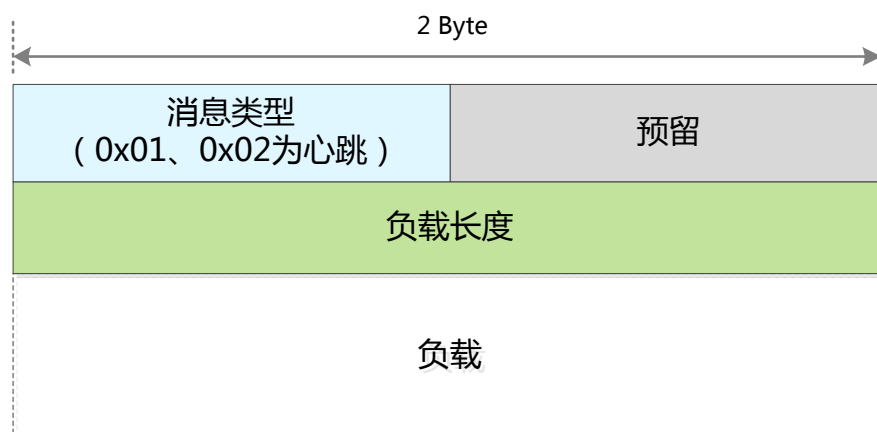 2 Byte
消息类型
（0x01、0x02为心跳）
预留
负载长度
负载